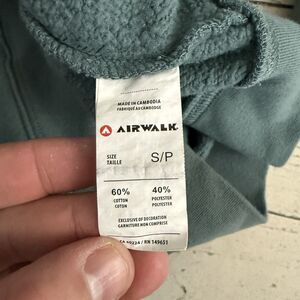 MADE IN CAMBODIA
FABRIQUÉ AU CAMBODGE
AIRWALK
SIZE
TAILLE
S/P
60% 40%
COTTON POLYESTER
COTON POLYESTER
EXCLUSIVE OF DECORATION
GARNITURE NON COMPRISE
RN 149651